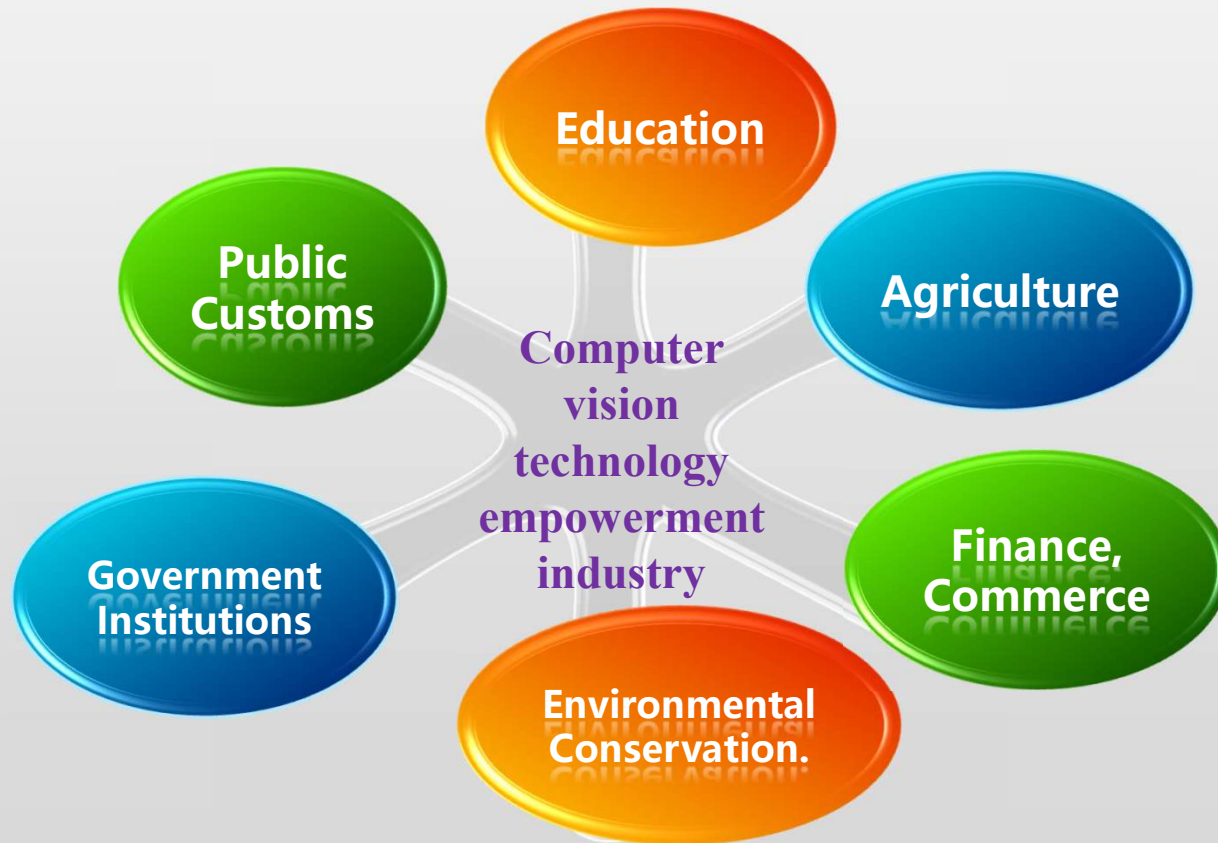 Education
Public
Customs
Agriculture
Computer
vision
technology
empowerment
industry
Government
Institutions
Finance,
Commerce
Environmental
Conservation.